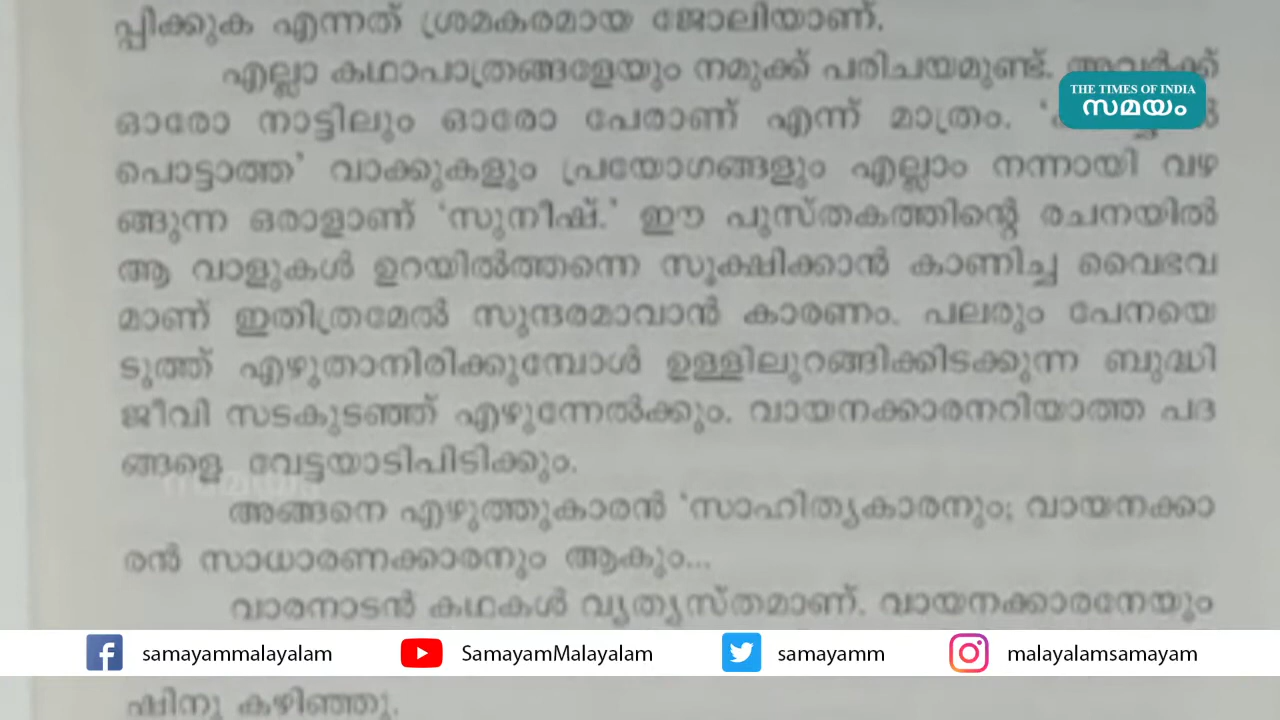 പ്പിക്കുക എന്നത് ശ്രമകരമായ ജോലിയാണ്.
എല്ലാ കഥാപാത്രങ്ങളേയും നമുക്ക് പരിചയമുണ്ട്. അവർക്ക്
THE TIMES OF INDIA
സമയം
ഓരോ നാട്ടിലും ഓരോ പേരാണ് എന്ന് മാത്രം. ‘
പൊട്ടാത്ത’ വാക്കുകളും പ്രയോഗങ്ങളും എല്ലാം നന്നായി വഴ
ങ്ങുന്ന ഒരാളാണ് ‘സുനീഷ്.’ ഈ പുസ്തകത്തിന്റെ രചനയിൽ
ആ വാളുകൾ ഉറയിൽത്തന്നെ സൂക്ഷിക്കാൻ കാണിച്ച വൈഭവ
മാണ് ഇതിത്രമേൽ സുന്ദരമാവാൻ കാരണം. പലരും പേനയെ
ടുത്ത് എഴുതാനിരിക്കുമ്പോൾ ഉള്ളിലുറങ്ങിക്കിടക്കുന്ന ബുദ്ധി
ജീവി സടകുടഞ്ഞ് എഴുന്നേൽക്കും. വായനക്കാരനറിയാത്ത പദ
ങ്ങളെ വേട്ടയാടിപിടിക്കും.
അങ്ങനെ എഴുത്തുകാരൻ ‘സാഹിത്യകാരനും; വായനക്കാ
രൻ സാധാരണക്കാരനും ആകും...
വാരനാടൻ കഥകൾ വ്യത്യസ്തമാണ്. വായനക്കാരനേയും
samayammaliyalam SamayamMalayalam samayamm malayalamsamayam
ഷിനു കഴിഞ്ഞു.